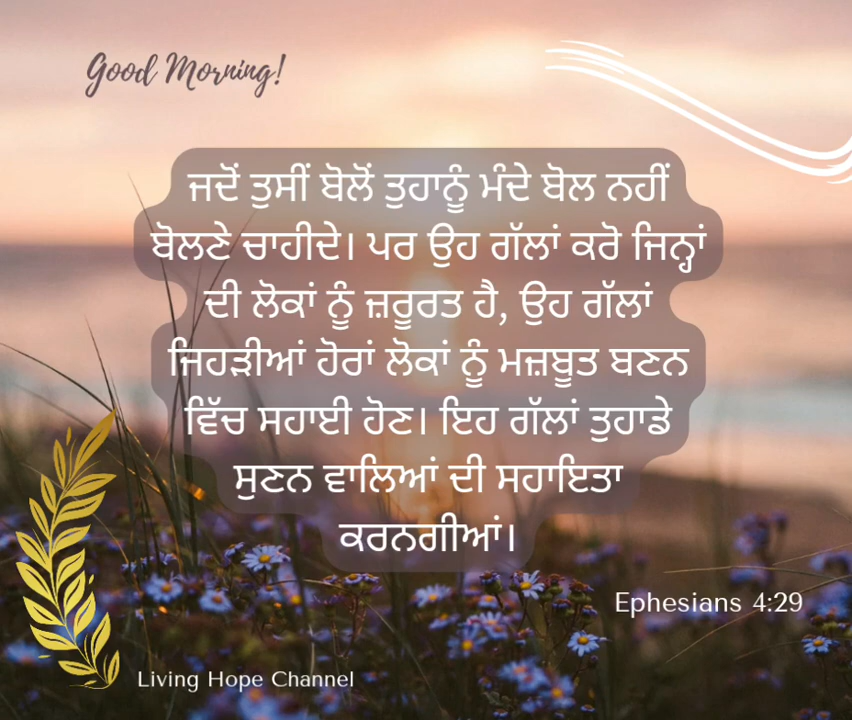 Good Morning!
ਜਦੋਂ ਤੁਸੀਂ ਬੋਲੋਂ ਤੁਹਾਨੂੰ ਮੰਦੇ ਬੋਲ ਨਹੀਂ
ਬੋਲਣੇ ਚਾਹੀਦੇ। ਪਰ ਉਹ ਗੱਲਾਂ ਕਰੋ ਜਿਨ੍ਹਾਂ
ਦੀ ਲੋਕਾਂ ਨੂੰ ਜ਼ਰੂਰਤ ਹੈ, ਉਹ ਗੱਲਾਂ
ਜਿਹੜੀਆਂ ਹੋਰਾਂ ਲੋਕਾਂ ਨੂੰ ਮਜ਼ਬੂਤ ਬਣਨ
ਵਿੱਚ ਸਹਾਈ ਹੋਣ। ਇਹ ਗੱਲਾਂ ਤੁਹਾਡੇ
ਸੁਣਨ ਵਾਲਿਆਂ ਦੀ ਸਹਾਇਤਾ
ਕਰਨਗੀਆਂ।
Ephesians 4:29
Living Hope Channel